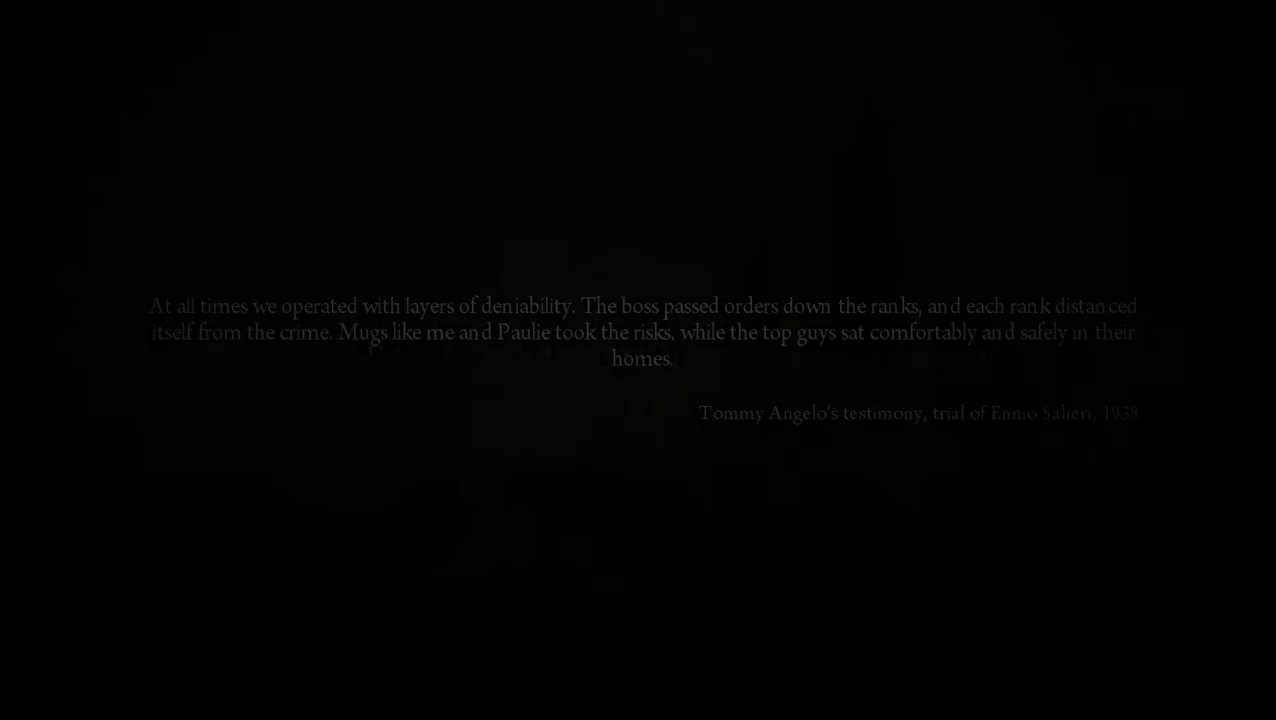 At all times we operated with layers of deniability. The boss passed orders down the ranks, and each rank distanced
itself from the crime. Mugs like me and Paulie took the risks, while the top guys sat comfortably and safely in their
homes.
Tommy Angelo's testimony, trial of Ennio Salieri, 1938